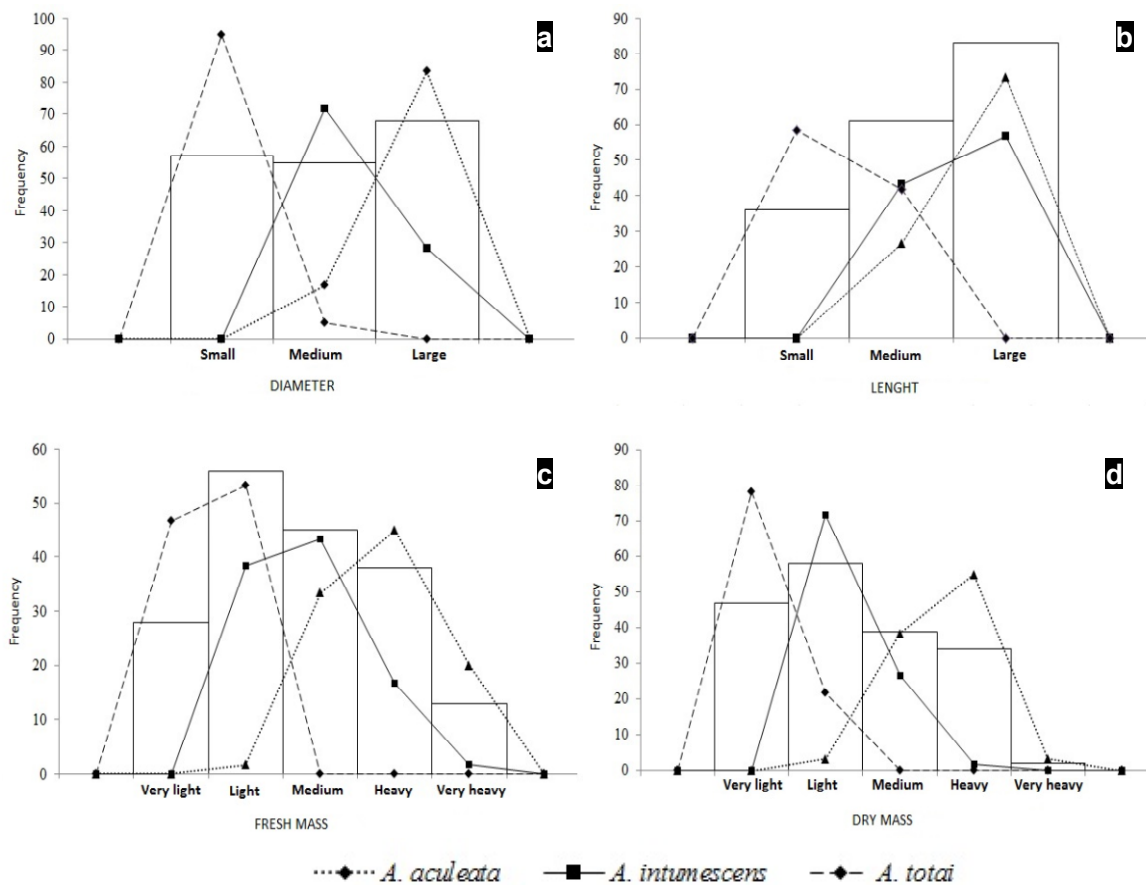 a
100
90
80
70
60
50
40
30
20
10
0
Frequency
Small Medium Large
DIAMETER
b
90
80
70
60
50
40
30
20
10
0
Frequency
Small Medium Large
LENGHT
c
60
50
40
30
20
10
0
Frequency
Very light Light Medium Heavy Very heavy
FRESH MASS
d
90
80
70
60
50
40
30
20
10
0
Frequency
Very light Light Medium Heavy Very heavy
DRY MASS
A. aculeata A. intumescens A. totai